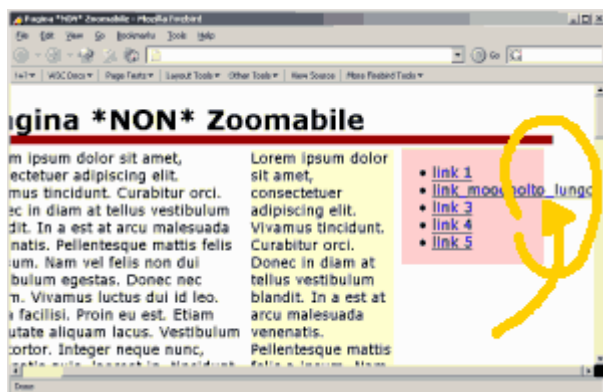 Pagina *NON* Zoomabile - Mozilla Firebird
File Edit View Go Bookmarks Tools Help
Go
W3C Docs Page Tests Layout Tools Other Tools View Source More Firebird Tools
agina *NON* Zoomabile
m ipsum dolor sit amet,
ectetuer adipiscing elit.
mus tincidunt. Curabitur orci.
ec in diam at tellus vestibulum
dit. In a est at arcu malesuada
natis. Pellentesque mattis felis
sum. Nam vel felis non dui
bulum egestas. Donec nec
m. Vivamus luctus dui id leo.
a facilisi. Proin eu est. Etiam
utate aliquam lacus. Vestibulum
tortor. Integer neque nunc,
Lorem ipsum dolor
sit amet,
consectetuer
adipiscing elit.
Vivamus tincidunt.
Curabitur orci.
Donec in diam at
tellus vestibulum
blandit. In a est at
arcu malesuada
venenatis.
Pellentesque mattis
link 1
link_mooomolto_lungo
link 3
link 4
link 5
Done